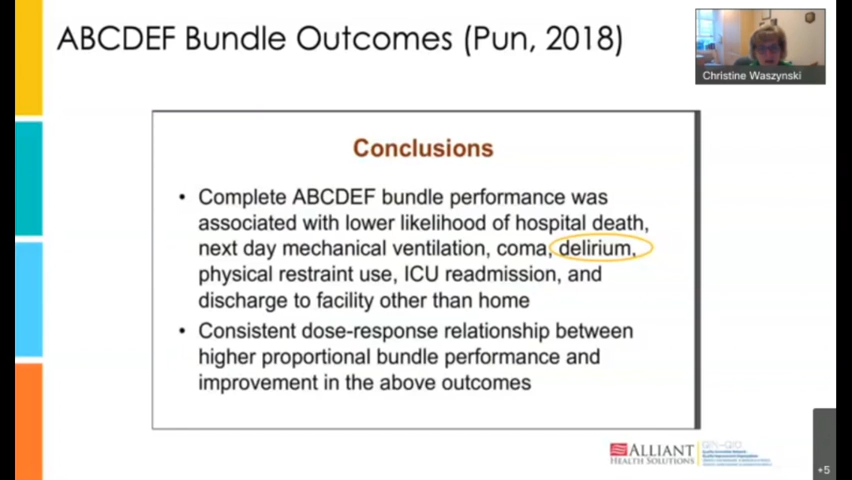 ABCDEF Bundle Outcomes (Pun, 2018)
Christine Waszynski
Conclusions
• Complete ABCDEF bundle performance was
associated with lower likelihood of hospital death,
next day mechanical ventilation, coma, delirium,
physical restraint use, ICU readmission, and
discharge to facility other than home
• Consistent dose-response relationship between
higher proportional bundle performance and
improvement in the above outcomes
ALLIANT
HEALTH SOLUTIONS
+5